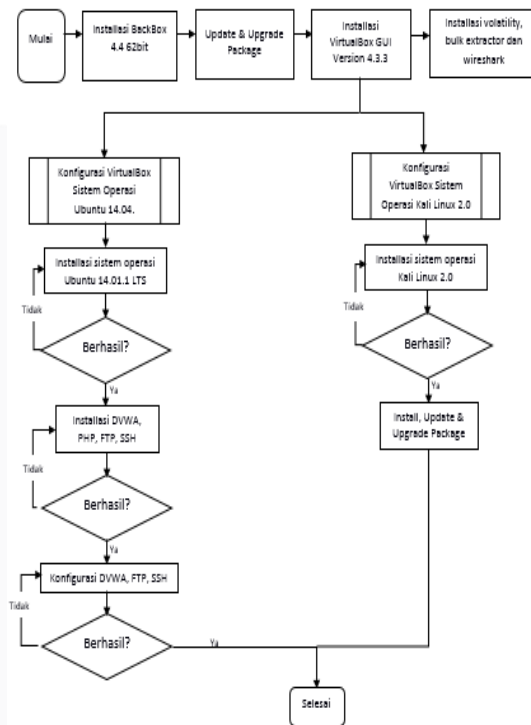 Mulai
Installasi BackBox
4.4 62bit
Update & Upgrade
Package
Installasi
VirtualBox GUI
Version 4.3.3
Installasi volatility,
bulk extractor dan
wireshark
Konfigurasi VirtualBox
Sistem Operasi
Ubuntu 14.04.
Konfigurasi
VirtualBox Sistem
Operasi Kali Linux 2.0
Installasi sistem operasi
Ubuntu 14.01.1 LTS
Installasi sistem operasi
Kali Linux 2.0
Tidak
Tidak
Berhasil?
Berhasil?
Ya
Ya
Installasi DVWA,
PHP, FTP, SSH
Install, Update &
Upgrade Package
Tidak
Berhasil?
Ya
Konfigurasi DVWA, FTP, SSH
Tidak
Berhasil?
Ya
Selesai